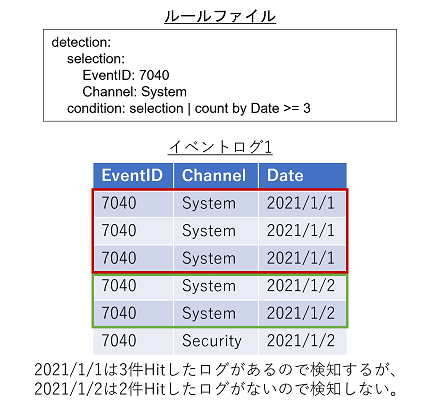 ルールファイル
detection:
selection:
EventID: 7040
Channel: System
condition: selection | count by Date >= 3
イベントログ1
EventID Channel Date
7040 System 2021/1/1
7040 System 2021/1/1
7040 System 2021/1/1
7040 System 2021/1/2
7040 System 2021/1/2
7040 Security 2021/1/2
2021/1/1は3件Hitしたログがあるので検知するが、
2021/1/2は2件Hitしたログがないので検知しない。